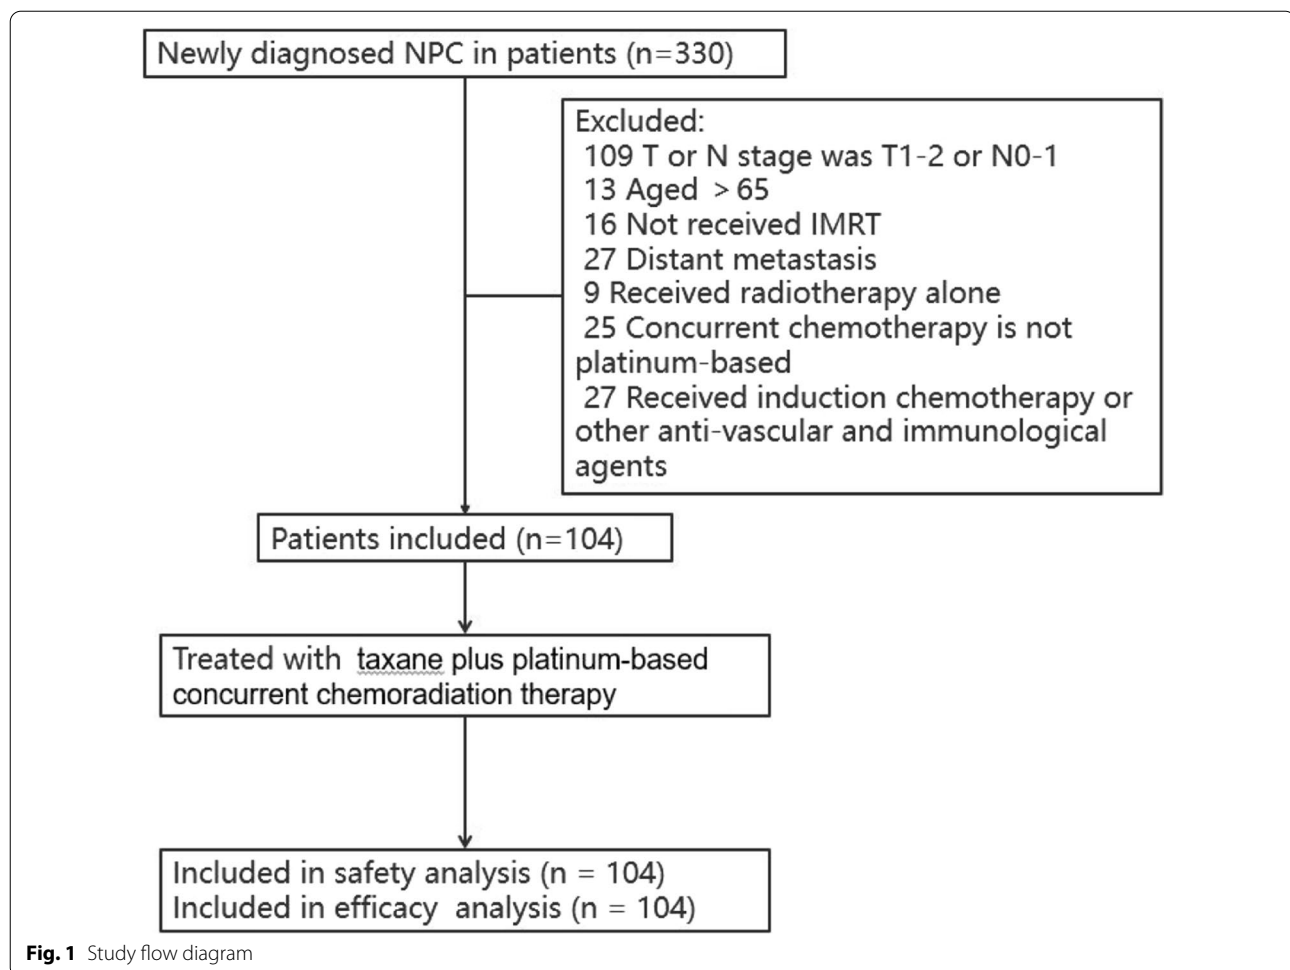 Newly diagnosed NPC in patients (n=330)
Excluded:
109 T or N stage was T1-2 or N0-1
13 Aged >65
16 Not received IMRT
27 Distant metastasis
9 Received radiotherapy alone
25 Concurrent chemotherapy is not
platinum-based
27 Received induction chemotherapy or
other anti-vascular and immunological
agents
Patients included (n=104)
Treated with taxane plus platinum-based
concurrent chemoradiation therapy
Included in safety analysis (n = 104)
Included in efficacy analysis (n = 104)
Fig. 1 Study flow diagram